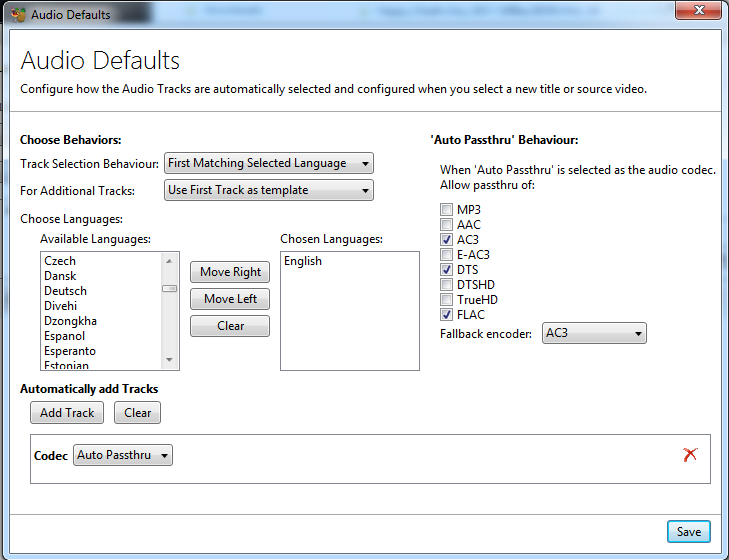 Audio Defaults
Audio Defaults
Configure how the Audio Tracks are automatically selected and configured when you select a new title or source video.
Choose Behaviors:
Track Selection Behaviour: First Matching Selected Language
For Additional Tracks: Use First Track as template
Choose Languages:
Available Languages:
Czech
Dansk
Deutsch
Divehi
Dzongkha
Espanol
Esperanto
Estonian
Move Right
Move Left
Clear
Chosen Languages:
English
'Auto Passthru' Behaviour:
When 'Auto Passthru' is selected as the audio codec.
Allow passthru of:
MP3
AAC
AC3
E-AC3
DTS
DTSHD
TrueHD
FLAC
Fallback encoder: AC3
Automatically add Tracks
Add Track Clear
Codec Auto Passthru
Save